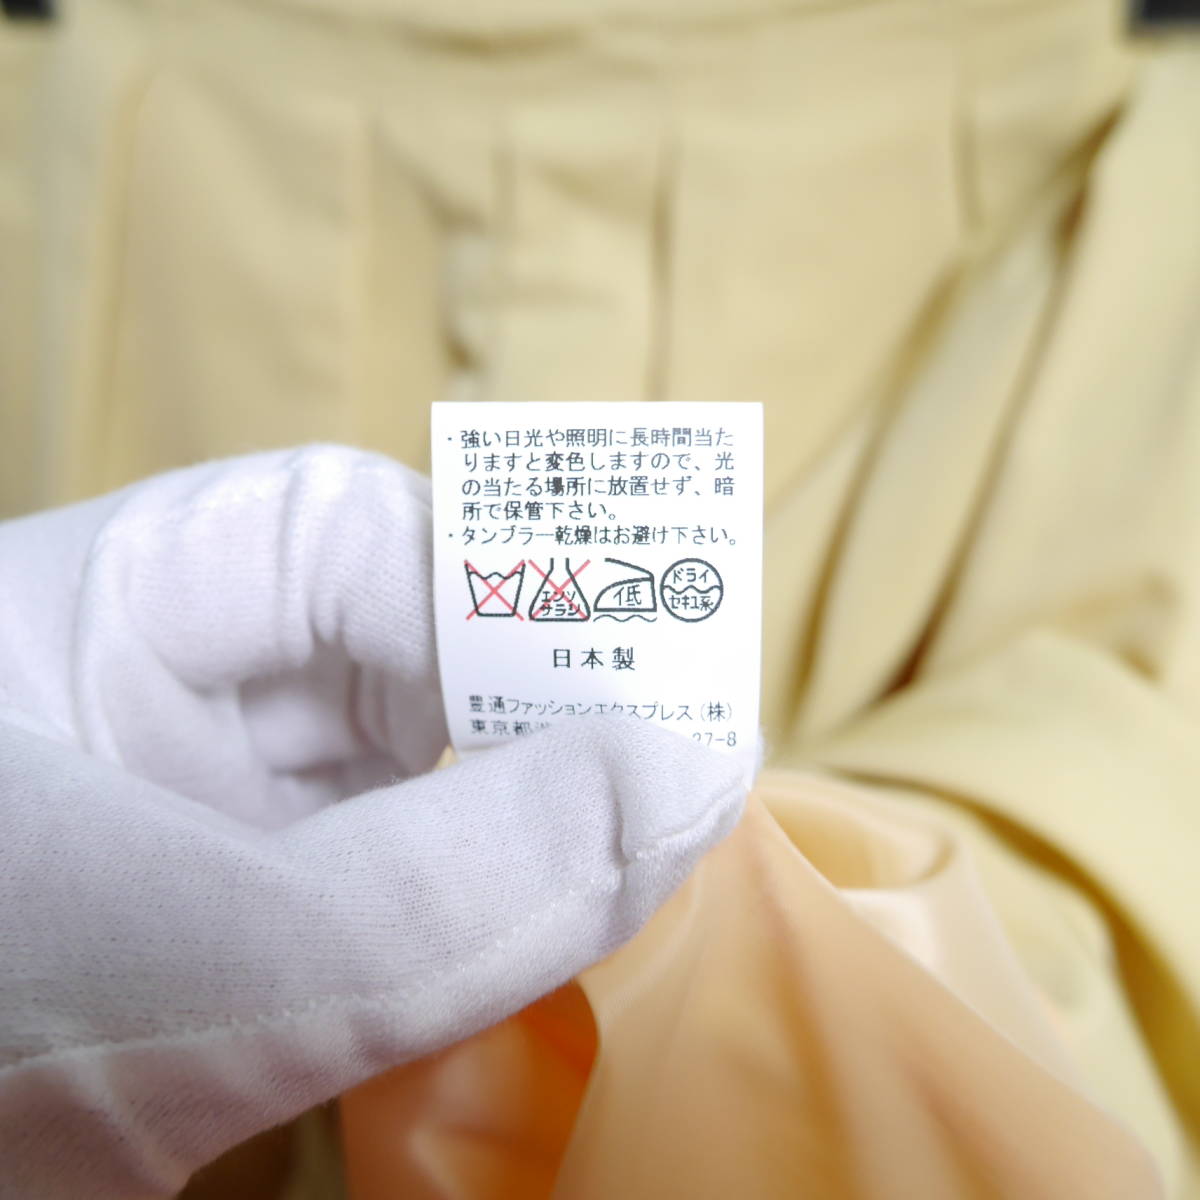 ・強い日光や照明に長時間当た
りますと変色しますので、光
の当たる場所に放置せず、暗
所で保管下さい。
・タンブラー乾燥はお避け下さい。
エンソ
サラシ
低
ドライ
セキユ系
日本製
豊通ファッションエクスプレス(株)
東京都 27-8